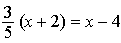 3/5 (x + 2) = x − 4